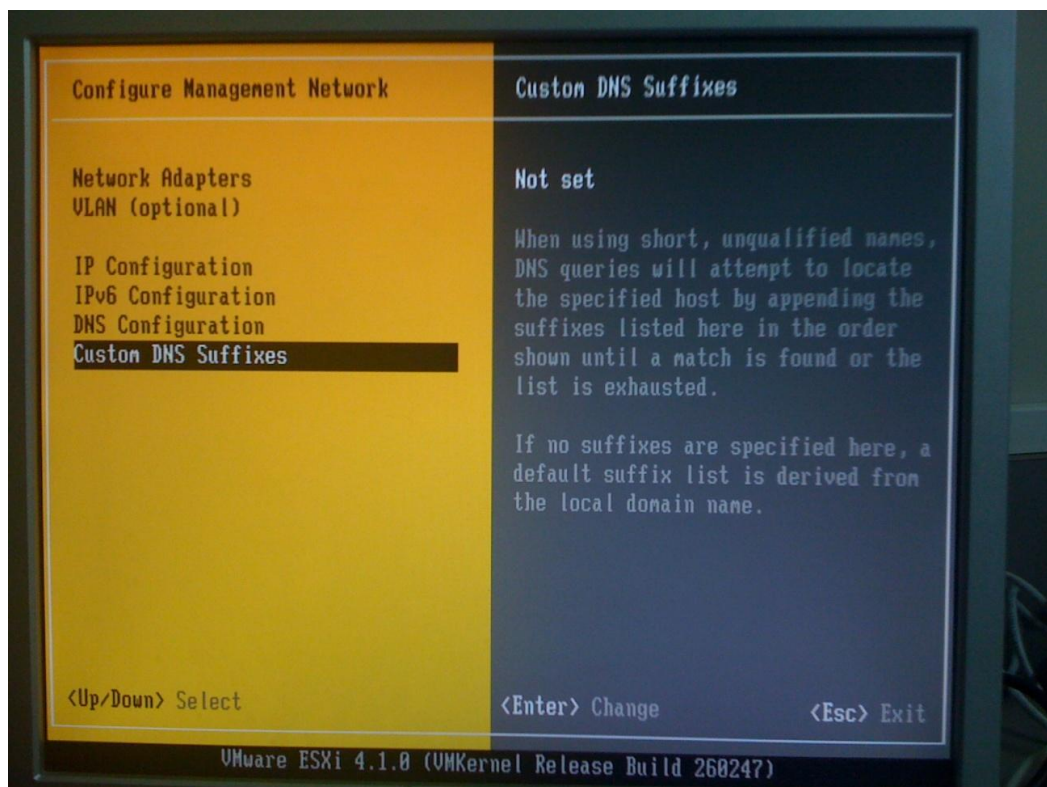 Configure Management Network
Network Adapters
VLAN (optional)
IP Configuration
IPv6 Configuration
DNS Configuration
Custom DNS Suffixes
<Up/Down> Select
Custom DNS Suffixes
Not set
When using short, unqualified names,
DNS queries will attempt to locate
the specified host by appending the
suffixes listed here in the order
shown until a match is found or the
list is exhausted.
If no suffixes are specified here, a
default suffix list is derived from
the local domain name.
<Enter> Change
<Esc> Exit
VMware ESXi 4.1.0 (VMKernel Release Build 260247)